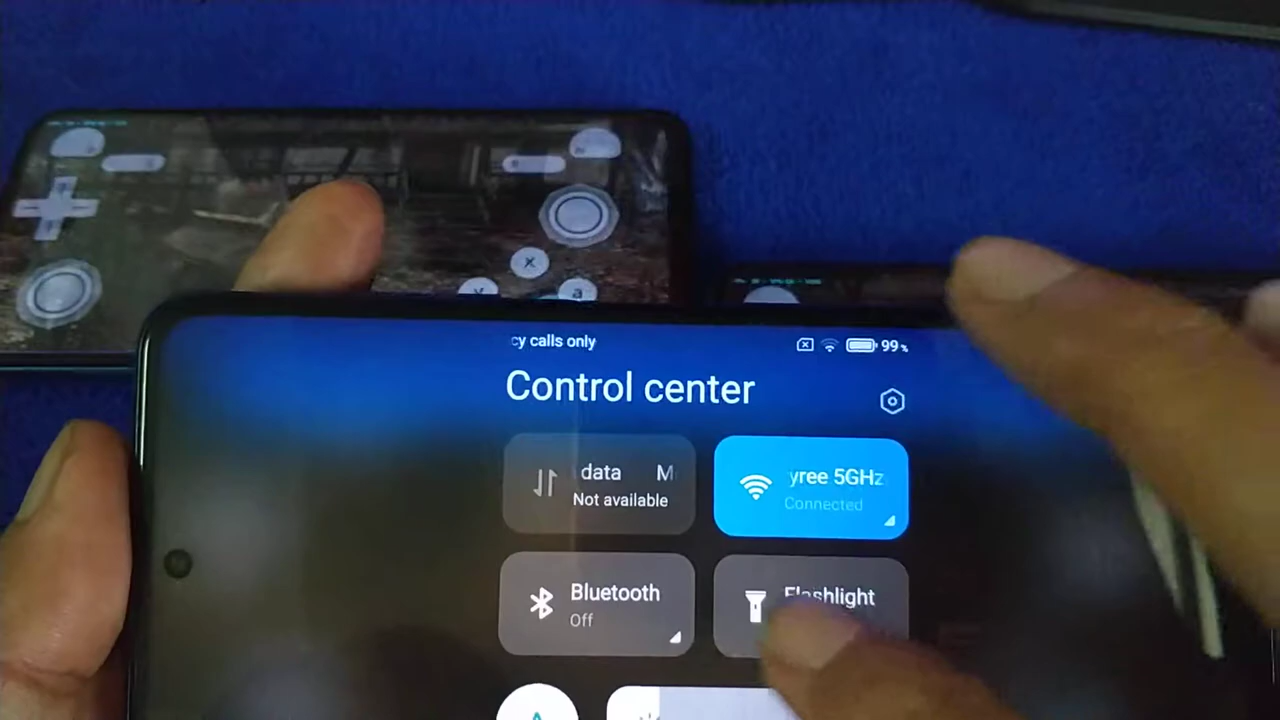 X
y
a
cy calls only
99%
Control center
data M
Not available
yree 5GHz
Connected
Bluetooth
Off
Flashlight